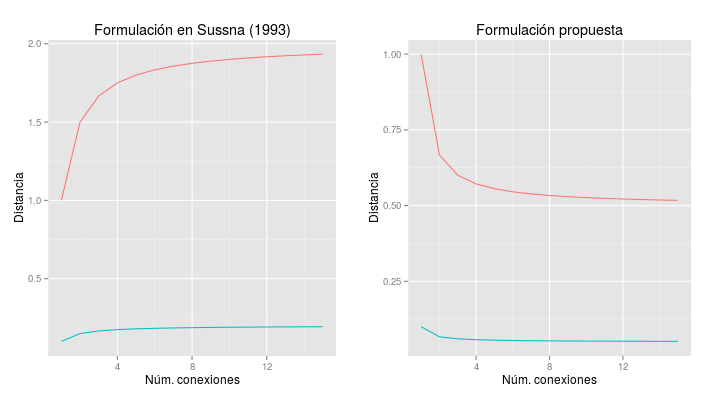 Formulación en Sussna (1993)
2.0
1.5
1.0
0.5
Distancia
4
8
12
Núm. conexiones
Formulación propuesta
1.00
0.75
0.50
0.25
Distancia
4
8
12
Núm. conexiones